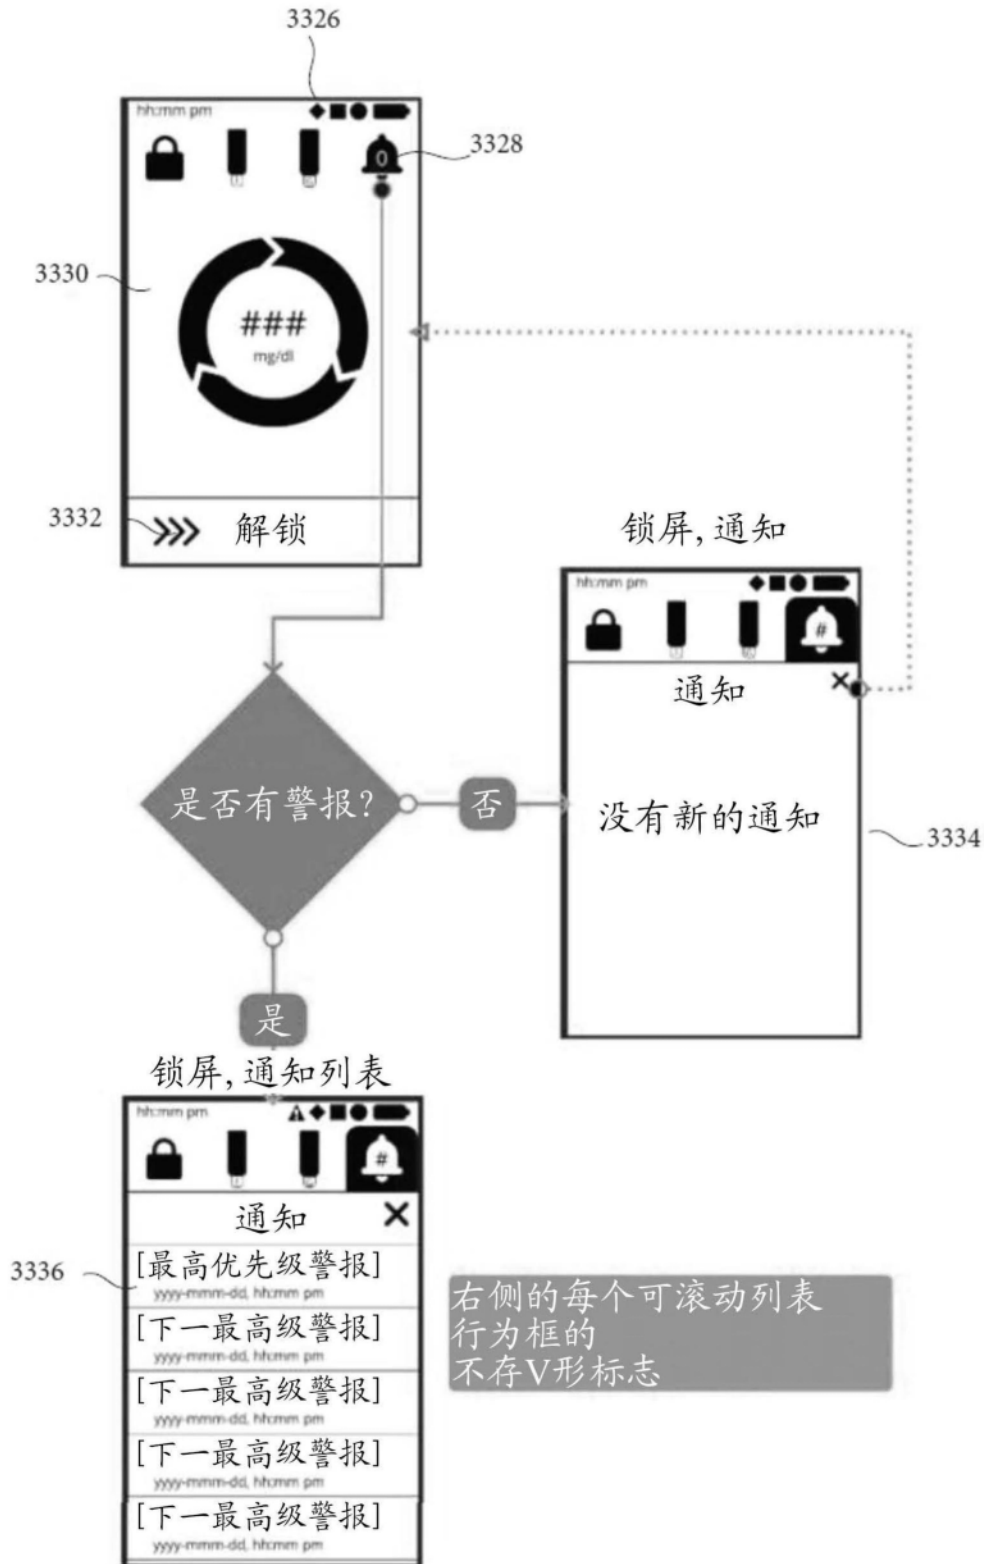 3326
hh:mm pm
0
3328
3330
###
mg/dl
3332
解锁
锁屏, 通知
hh:mm pm
#
通知
是否有警报?
否
没有新的通知
3334
是
锁屏, 通知列表
hh:mm pm
#
通知
3336
[最高优先级警报]
yyyy-mmm-dd, hh:mm pm
[下一最高级警报]
yyyy-mmm-dd, hh:mm pm
[下一最高级警报]
yyyy-mmm-dd, hh:mm pm
[下一最高级警报]
yyyy-mmm-dd, hh:mm pm
[下一最高级警报]
yyyy-mmm-dd, hh:mm pm
右侧的每个可滚动列表
行为框的
不存V形标志